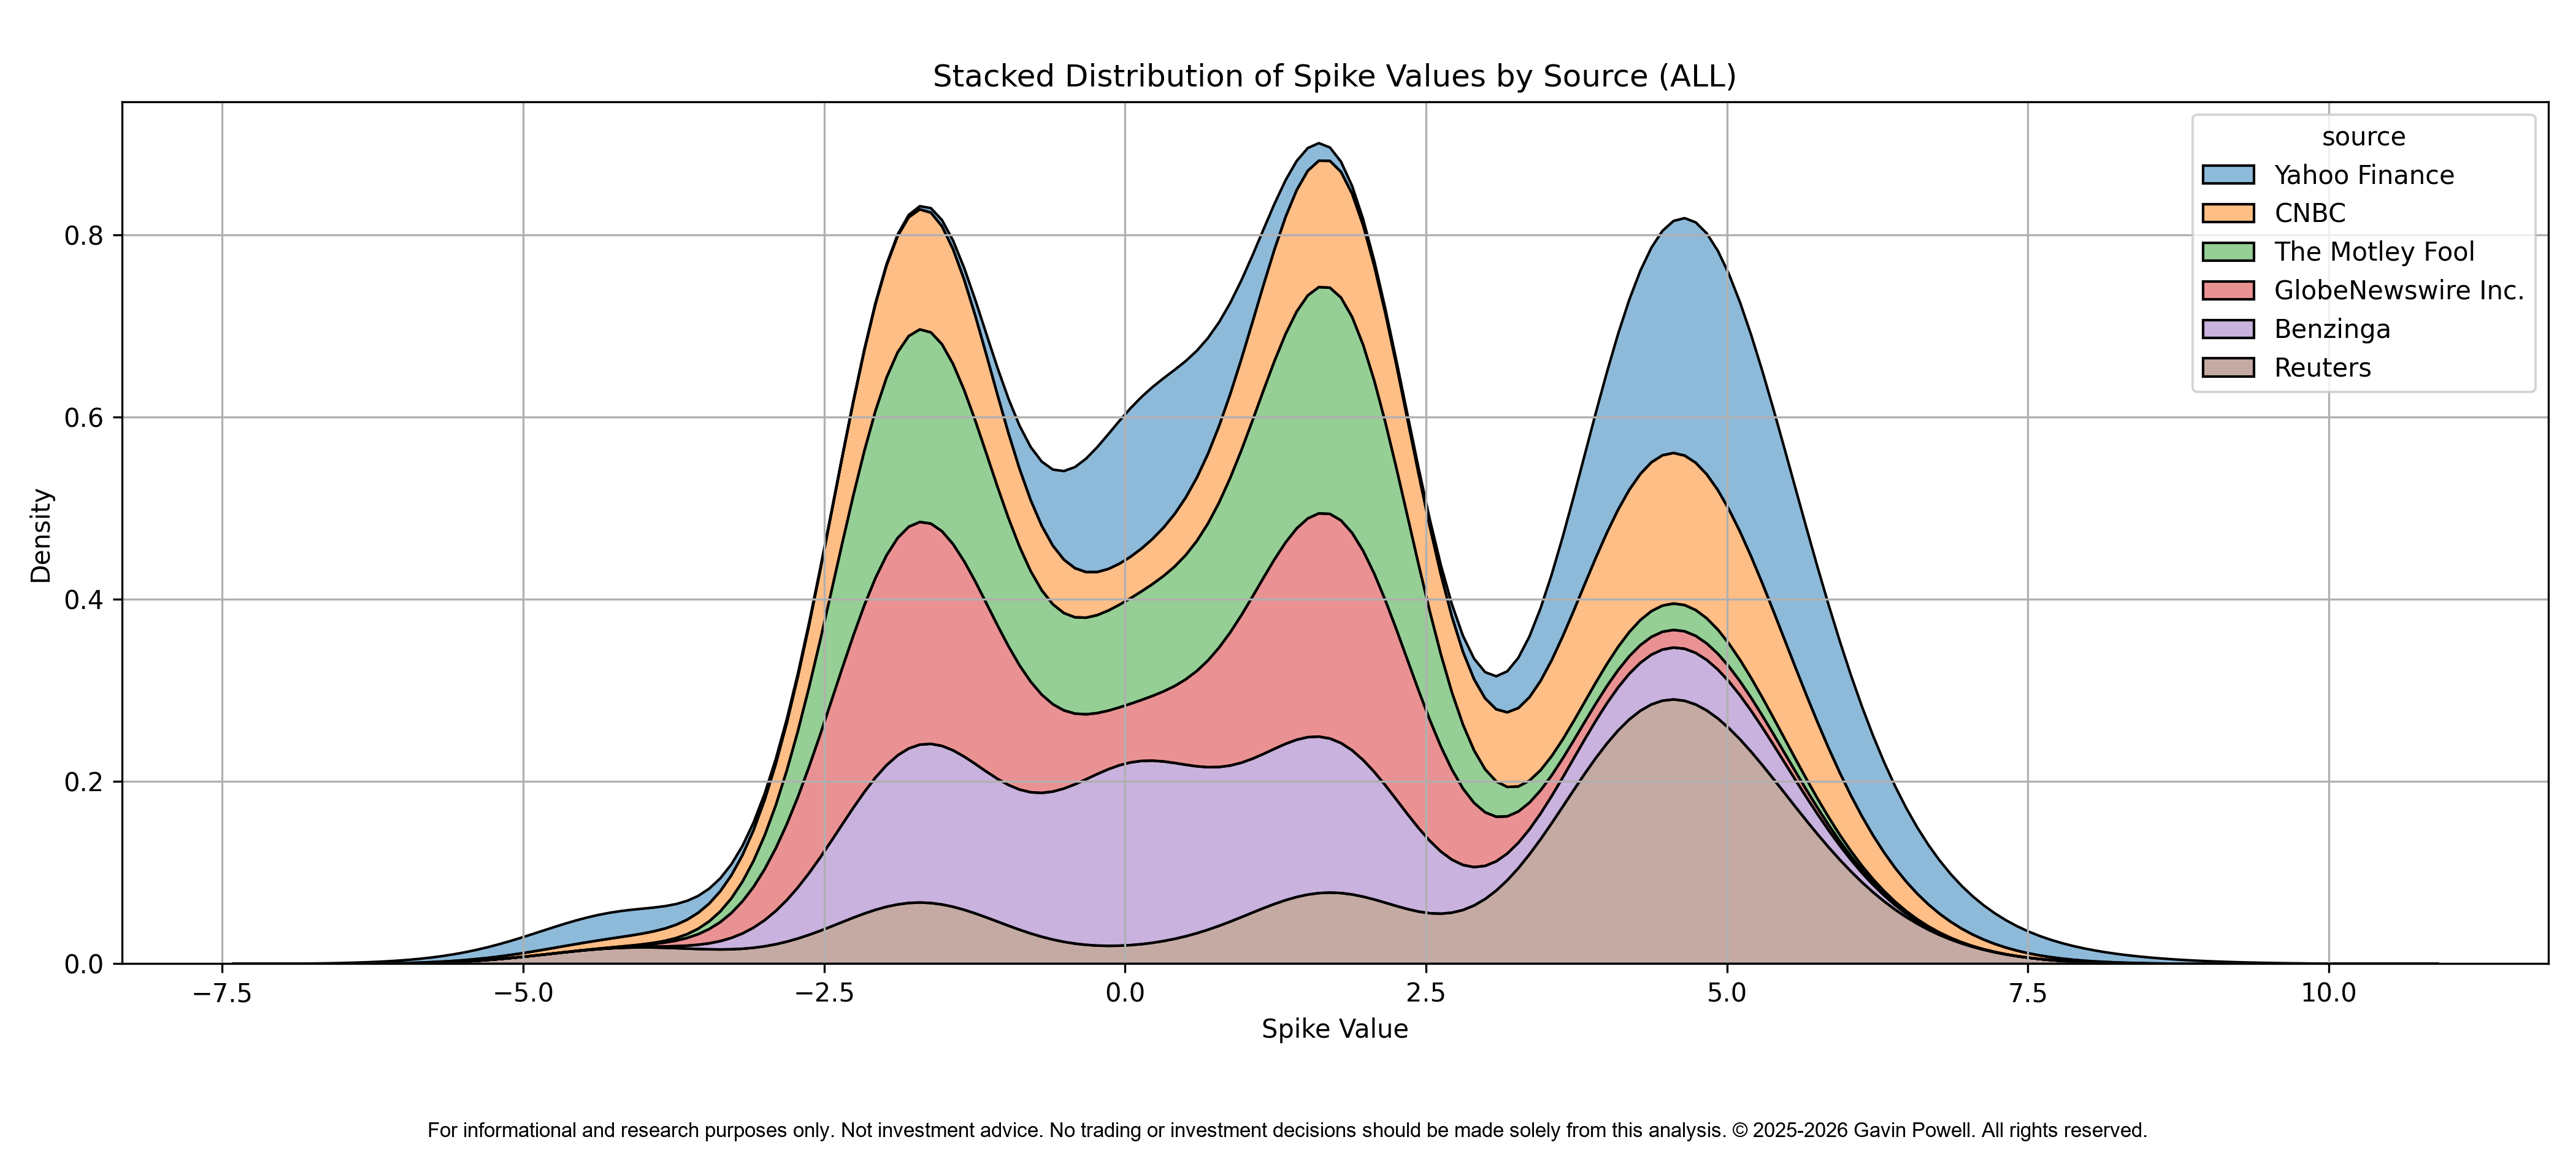 Stacked Distribution of Spike Values by Source (ALL)
source
Yahoo Finance
CNBC
The Motley Fool
GlobeNewswire Inc.
Benzinga
Reuters
Density
0.8
0.6
0.4
0.2
0.0
−7.5 −5.0 −2.5 0.0 2.5 5.0 7.5 10.0
Spike Value
For informational and research purposes only. Not investment advice. No trading or investment decisions should be made solely from this analysis. © 2025-2026 Gavin Powell. All rights reserved.